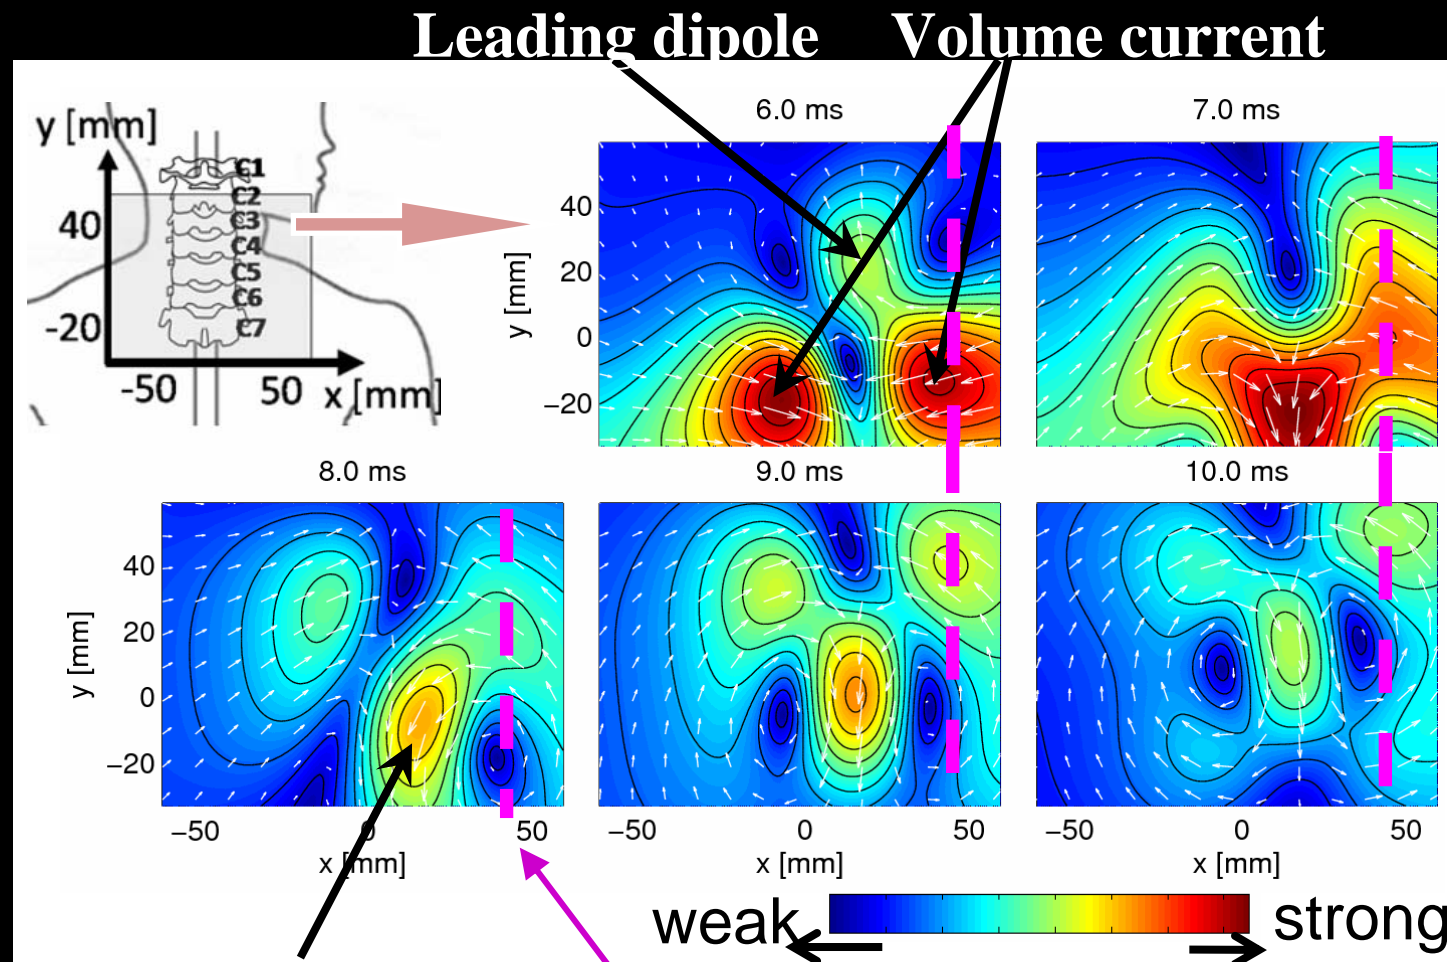 Leading dipole Volume current
y [mm]
C1
C2
C3
C4
C5
C6
C7
40
-20
-50 50 x [mm]
6.0 ms
7.0 ms
y [mm]
40
20
0
−20
8.0 ms
9.0 ms
10.0 ms
y [mm]
40
20
0
−20
−50 0 50
x [mm]
−50 0 50
x [mm]
−50 0 50
x [mm]
weak strong